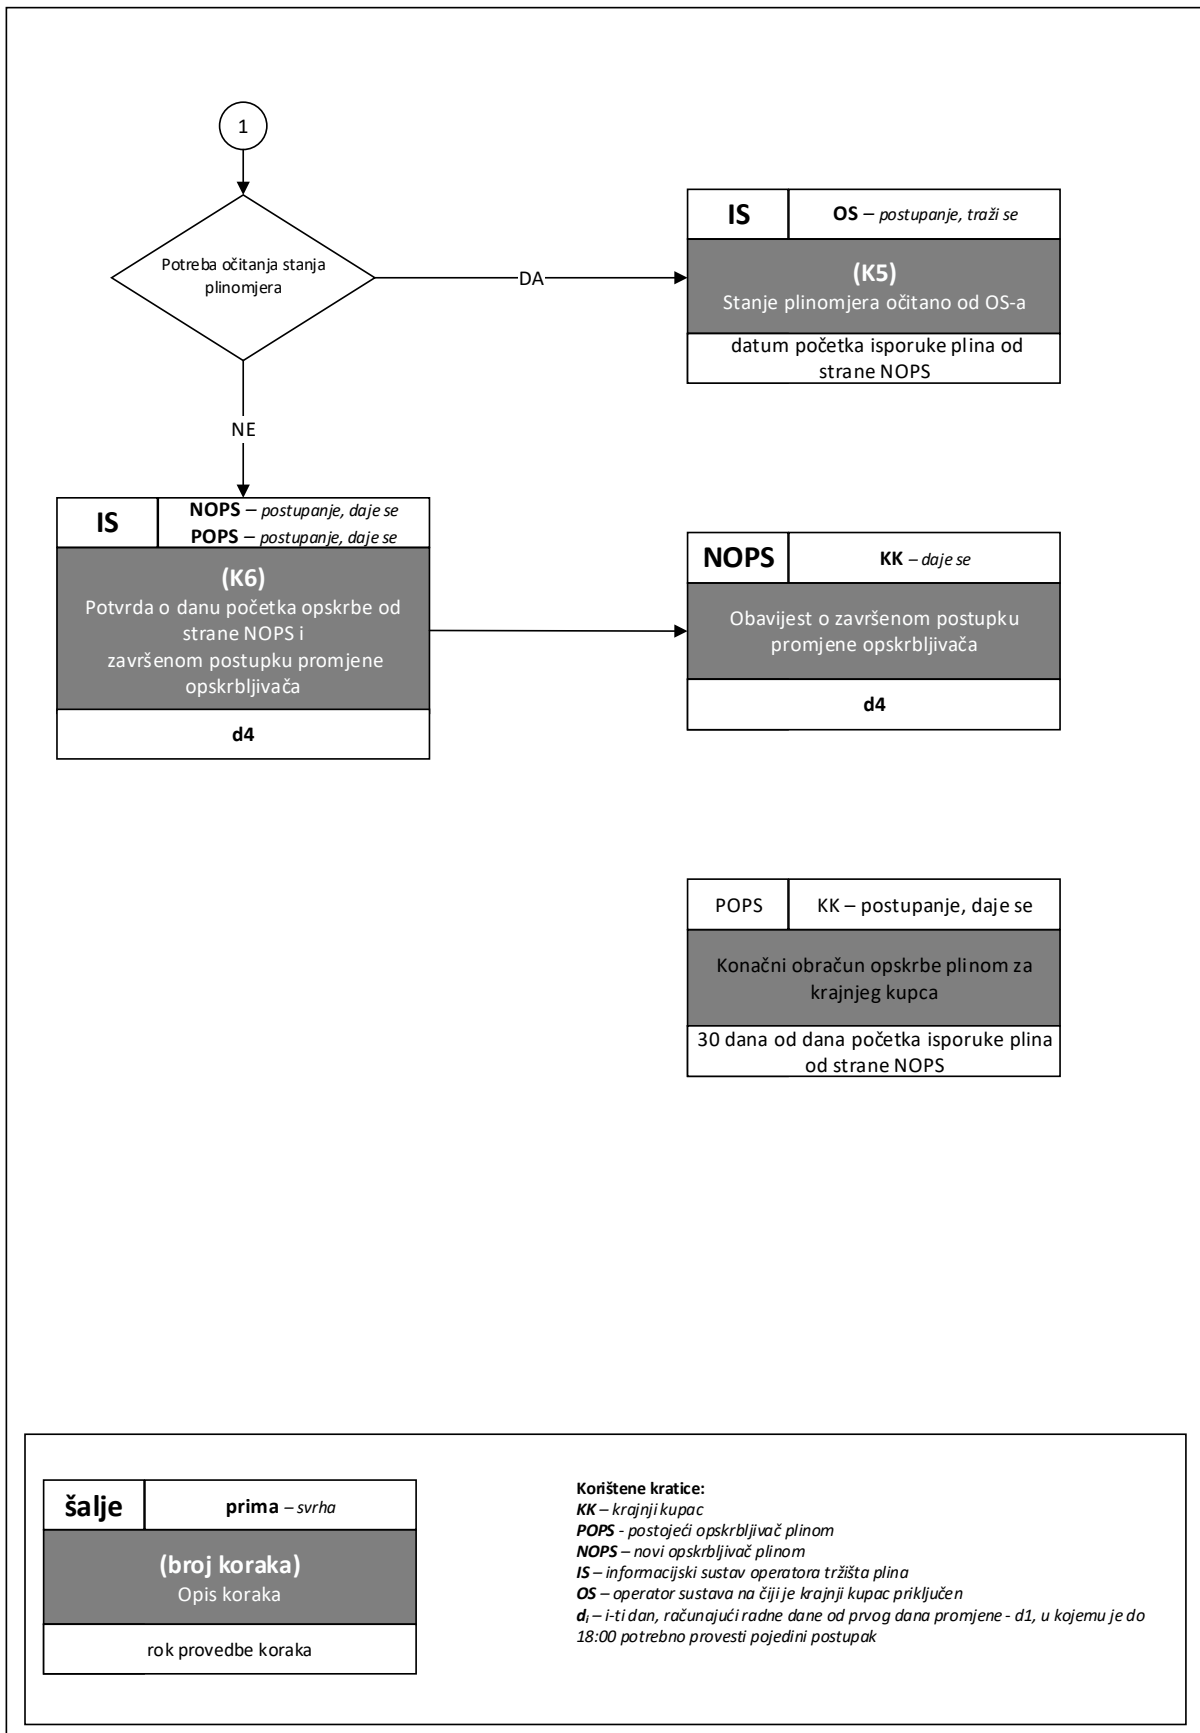 1
Potreba očitanja stanja
plinomjera
DA
IS
OS – postupanje, traži se
(K5)
Stanje plinomjera očitano od OS-a
datum početka isporuke plina od
strane NOPS
NE
IS
NOPS – postupanje, daje se
POPS – postupanje, daje se
(K6)
Potvrda o danu početka opskrbe od
strane NOPS i
završenom postupku promjene
opskrbljivača
d4
NOPS
KK – daje se
Obavijest o završenom postupku
promjene opskrbljivača
d4
POPS
KK – postupanje, daje se
Konačni obračun opskrbe plinom za
krajnjeg kupca
30 dana od dana početka isporuke plina
od strane NOPS
šalje
prima – svrha
(broj koraka)
Opis koraka
rok provedbe koraka
Korištene kratice:
KK – krajnji kupac
POPS - postojeći opskrbljivač plinom
NOPS – novi opskrbljivač plinom
IS – informacijski sustav operatora tržišta plina
OS – operator sustava na čiji je krajnji kupac priključen
di – i-ti dan, računajući radne dane od prvog dana promjene - d1, u kojemu je do
18:00 potrebno provesti pojedini postupak